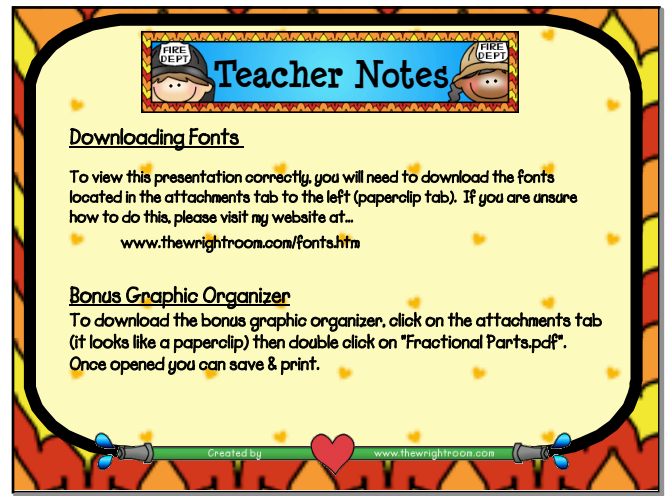 FIRE
DEPT
Teacher Notes
FIRE
DEPT
Downloading Fonts
To view this presentation correctly, you will need to download the fonts
located in the attachments tab to the left (paperclip tab).  If you are unsure
how to do this, please visit my website at...
www.thewrightroom.com/fonts.htm
Bonus Graphic Organizer
To download the bonus graphic organizer, click on the attachments tab
(it looks like a paperclip) then double click on "Fractional Parts.pdf".
Once opened you can save & print.
Created by
www.thewrightroom.com